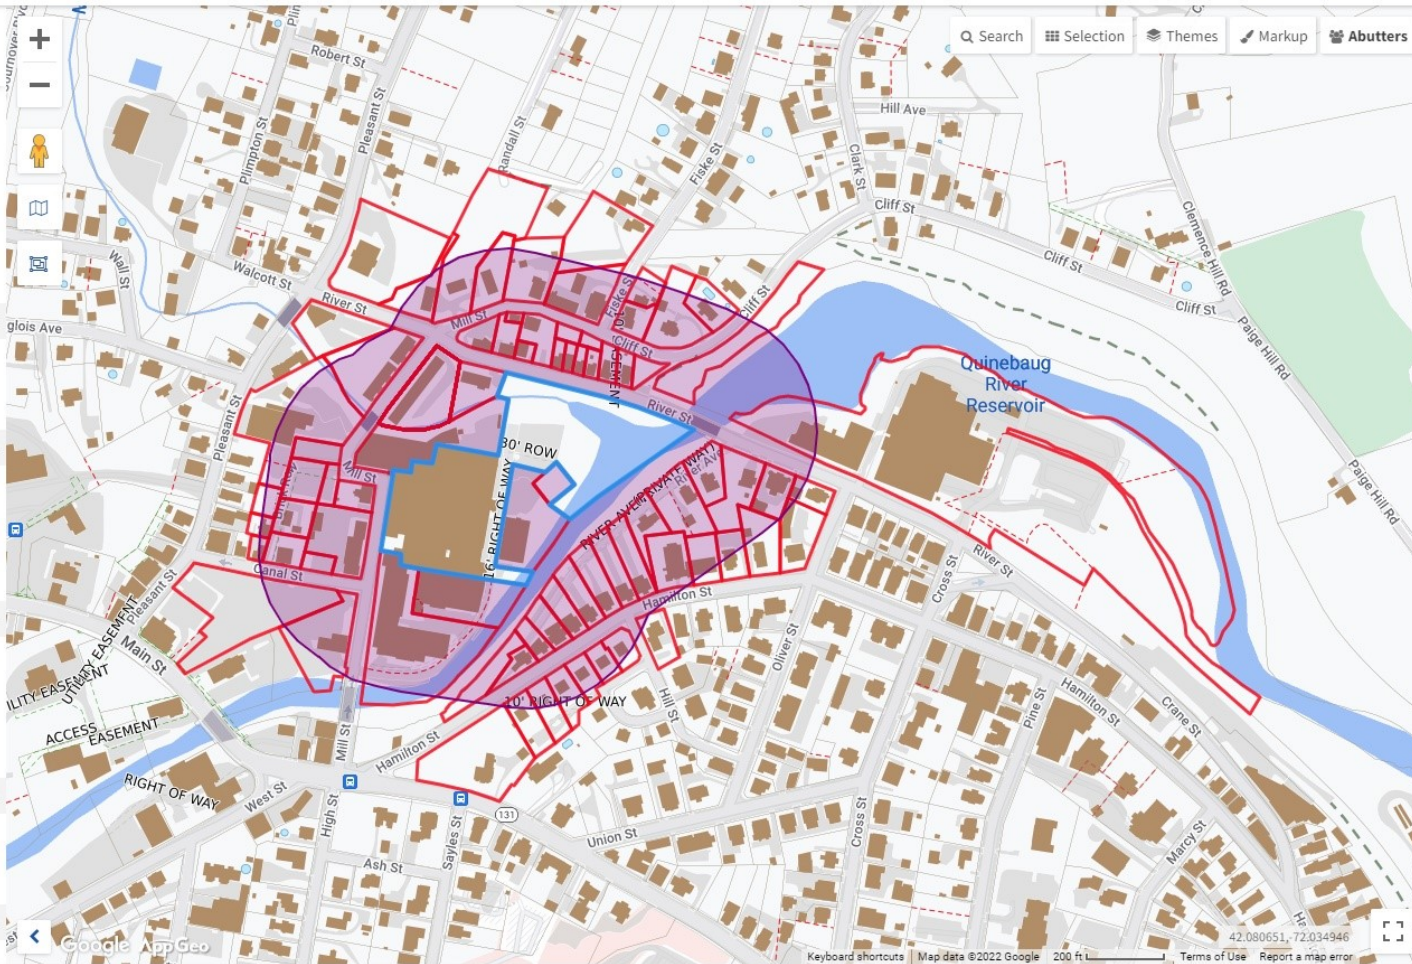 Search
Selection
Themes
Markup
Abutters
Robert St
Hill Ave
Plimpton St
Pleasant St
Randall St
Fiske St
Clark St
Cliff St
Clemence Hill Rd
Wall St
Walcott St
River St
Cliff St
Cliff St
Paige Hill Rd
glois Ave
Mill St
Fiske St
Cliff St
Cliff St
Quinebaug
River
Reservoir
Pleasant St
River St
30' ROW
Mill St
16' RIGHT OF WAY
River Ave
Paige Hill Rd
Canal St
Hamilton St
River St
Cross St
Pleasant St
Main St
Oliver St
ACCESS
EASEMENT
10' RIGHT OF WAY
Hill St
Pine St
Hamilton St
Crane St
Mill St
Hamilton St
RIGHT OF WAY
West St
High St
131
Sayles St
Union St
Cross St
Marcy St
Ash St
Google AppGeo
42.080651,-72.034946
Keyboard shortcuts
Map data ©2022 Google
200 ft
Terms of Use
Report a map error